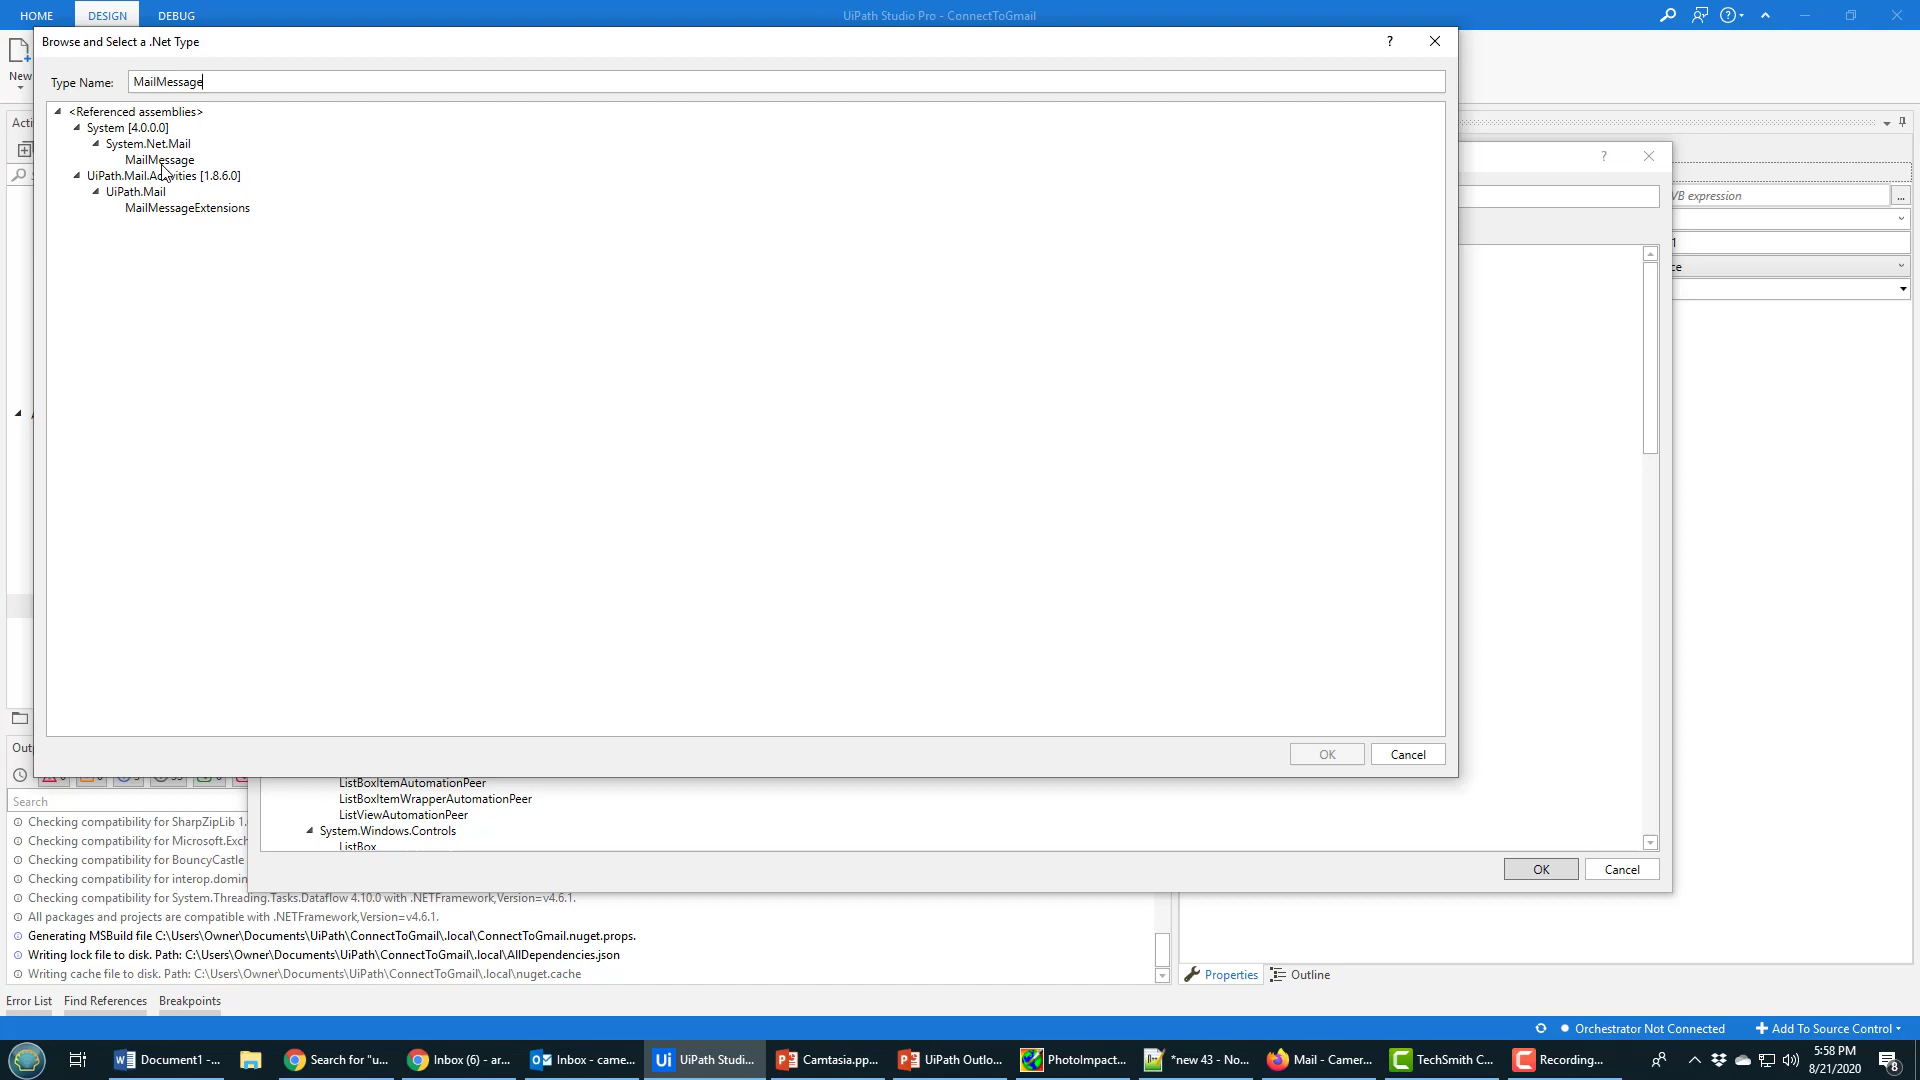 HOME
DESIGN
DEBUG
UiPath Studio Pro - ConnectToGmail
New
Browse and Select a .Net Type
?
Type Name:
MailMessage
<Referenced assemblies>
System [4.0.0.0]
System.Net.Mail
MailMessage
UiPath.Mail.Activities [1.8.6.0]
UiPath.Mail
MailMessageExtensions
OK
Cancel
?
VB expression
...
ListBoxItemAutomationPeer
ListBoxItemWrapperAutomationPeer
ListViewAutomationPeer
System.Windows.Controls
ListBox
OK
Cancel
Search
Checking compatibility for SharpZipLib 1.
Checking compatibility for Microsoft.Exch
Checking compatibility for BouncyCastle
Checking compatibility for interop.domin
Checking compatibility for System.Threading.Tasks.Dataflow 4.10.0 with .NETFramework,Version=v4.6.1.
All packages and projects are compatible with .NETFramework,Version=v4.6.1.
Generating MSBuild file C:\Users\Owner\Documents\UiPath\ConnectToGmail\.local\ConnectToGmail.nuget.props.
Writing lock file to disk. Path: C:\Users\Owner\Documents\UiPath\ConnectToGmail\.local\AllDependencies.json
Writing cache file to disk. Path: C:\Users\Owner\Documents\UiPath\ConnectToGmail\.local\nuget.cache
Properties
Outline
Error List
Find References
Breakpoints
Orchestrator Not Connected
Add To Source Control
Document1 -...
Search for "u...
Inbox (6) - ar...
Inbox - came...
UiPath Studi...
Camtasia.pp...
UiPath Outlo...
PhotoImpact...
*new 43 - No...
Mail - Camer...
TechSmith C...
Recording...
5:58 PM
8/21/2020
8